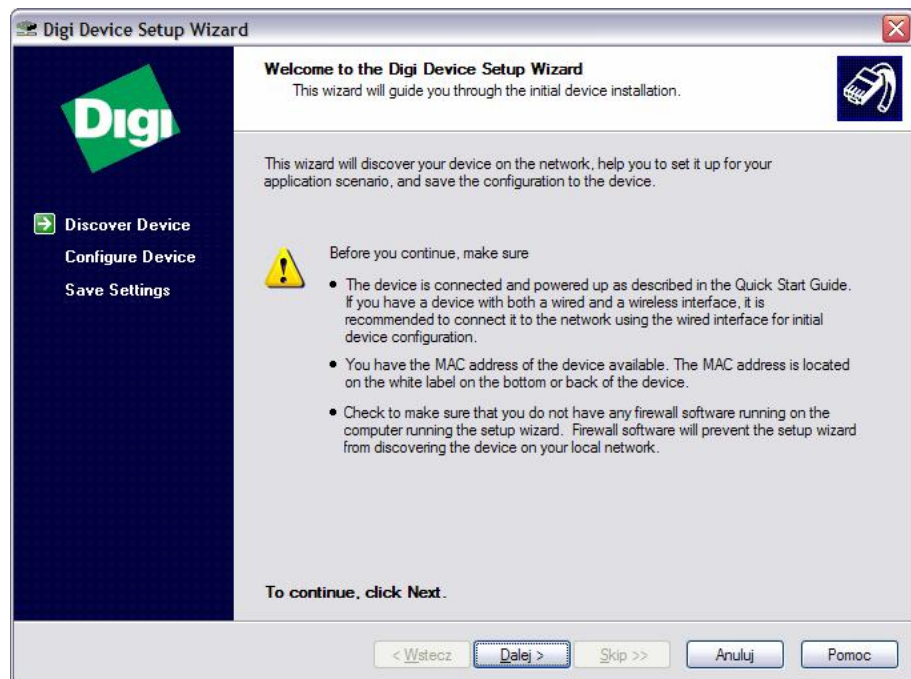 Digi Device Setup Wizard
Digi
Discover Device
Configure Device
Save Settings
Welcome to the Digi Device Setup Wizard
This wizard will guide you through the initial device installation.
This wizard will discover your device on the network, help you to set it up for your
application scenario, and save the configuration to the device.
Before you continue, make sure
• The device is connected and powered up as described in the Quick Start Guide.
If you have a device with both a wired and a wireless interface, it is
recommended to connect it to the network using the wired interface for initial
device configuration.
• You have the MAC address of the device available. The MAC address is located
on the white label on the bottom or back of the device.
• Check to make sure that you do not have any firewall software running on the
computer running the setup wizard. Firewall software will prevent the setup wizard
from discovering the device on your local network.
To continue, click Next.
< Wstecz Dalej > Skip >> Anuluj Pomoc